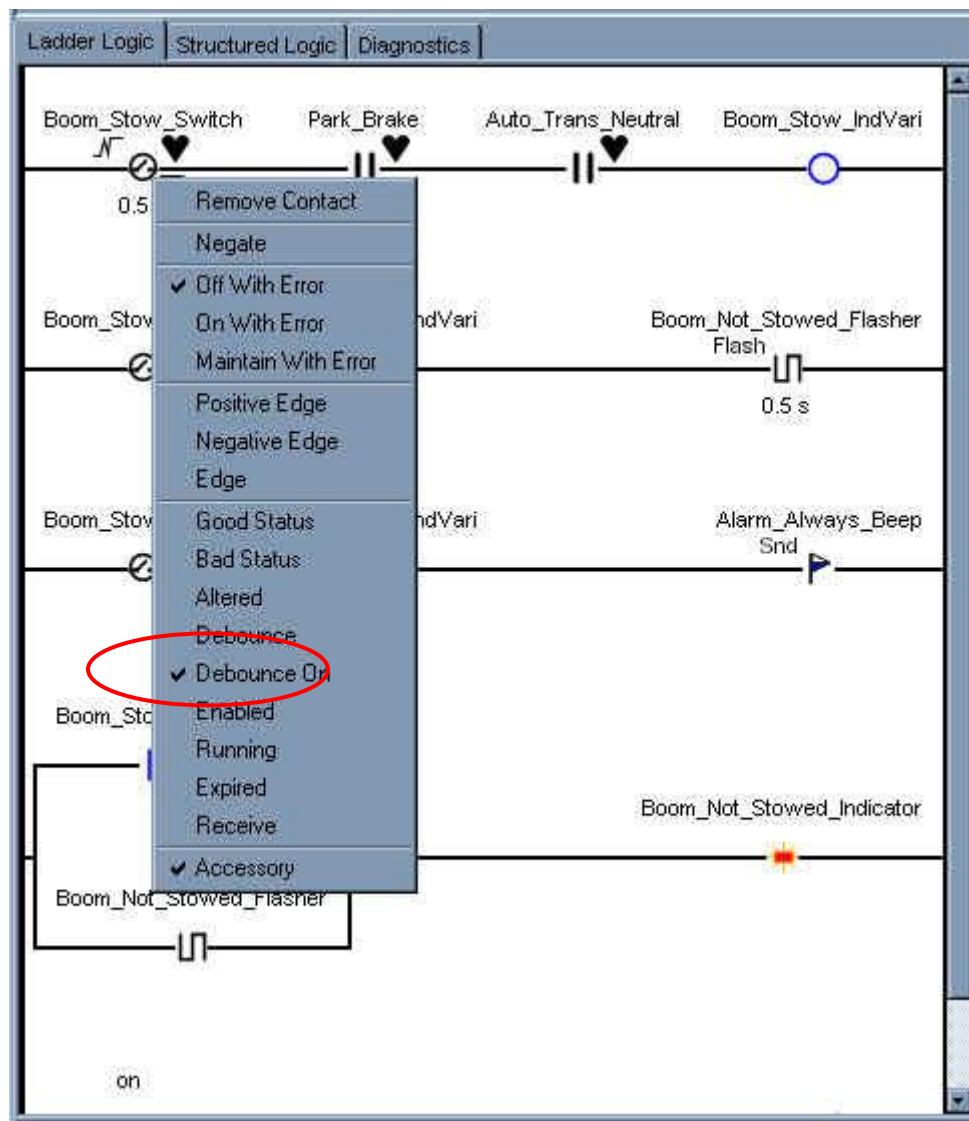 Ladder Logic Structured Logic Diagnostics
Boom_Stow_Switch Park_Brake Auto_Trans_Neutral Boom_Stow_IndVari
0.5
Remove Contact
Negate
Off With Error
Boom_Stov On With Error ndVari Boom_Not_Stowed_Flasher
Flash
Maintain With Error
Positive Edge 0.5 s
Negative Edge
Edge
Boom_Stov Good Status ndVari Alarm_Always_Beep
Snd
Bad Status
Altered
Debounce
Debounce On
Boom_Sto Enabled
Running
Expired
Boom_Not_Stowed_Indicator
Receive
Accessory
Boom_Not_Stowed_Flasher
on